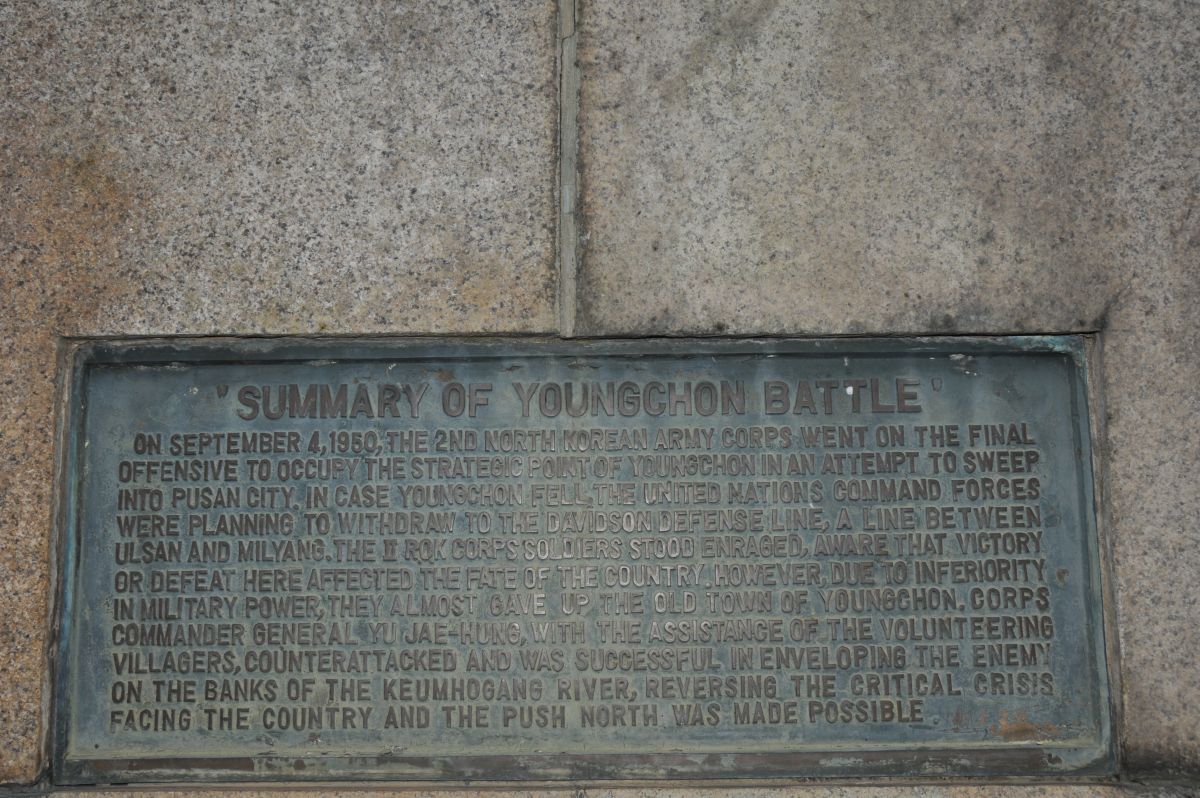 "SUMMARY OF YOUNGCHON BATTLE"
ON SEPTEMBER 4, 1950, THE 2ND NORTH KOREAN ARMY CORPS WENT ON THE FINAL
OFFENSIVE TO OCCUPY THE STRATEGIC POINT OF YOUNGCHON IN AN ATTEMPT TO SWEEP
INTO PUSAN CITY. IN CASE YOUNGCHON FELL, THE UNITED NATIONS COMMAND FORCES
WERE PLANNING TO WITHDRAW TO THE DAVIDSON DEFENSE LINE, A LINE BETWEEN
ULSAN AND MILYANG. THE II ROK CORPS SOLDIERS STOOD ENRAGED, AWARE THAT VICTORY
OR DEFEAT HERE AFFECTED THE FATE OF THE COUNTRY. HOWEVER, DUE TO INFERIORITY
IN MILITARY POWER, THEY ALMOST GAVE UP THE OLD TOWN OF YOUNGCHON. CORPS
COMMANDER GENERAL YU JAE-HUNG, WITH THE ASSISTANCE OF THE VOLUNTEERING
VILLAGERS, COUNTERATTACKED AND WAS SUCCESSFUL IN ENVELOPING THE ENEMY
ON THE BANKS OF THE KEUMHOGANG RIVER, REVERSING THE CRITICAL CRISIS
FACING THE COUNTRY AND THE PUSH NORTH WAS MADE POSSIBLE.